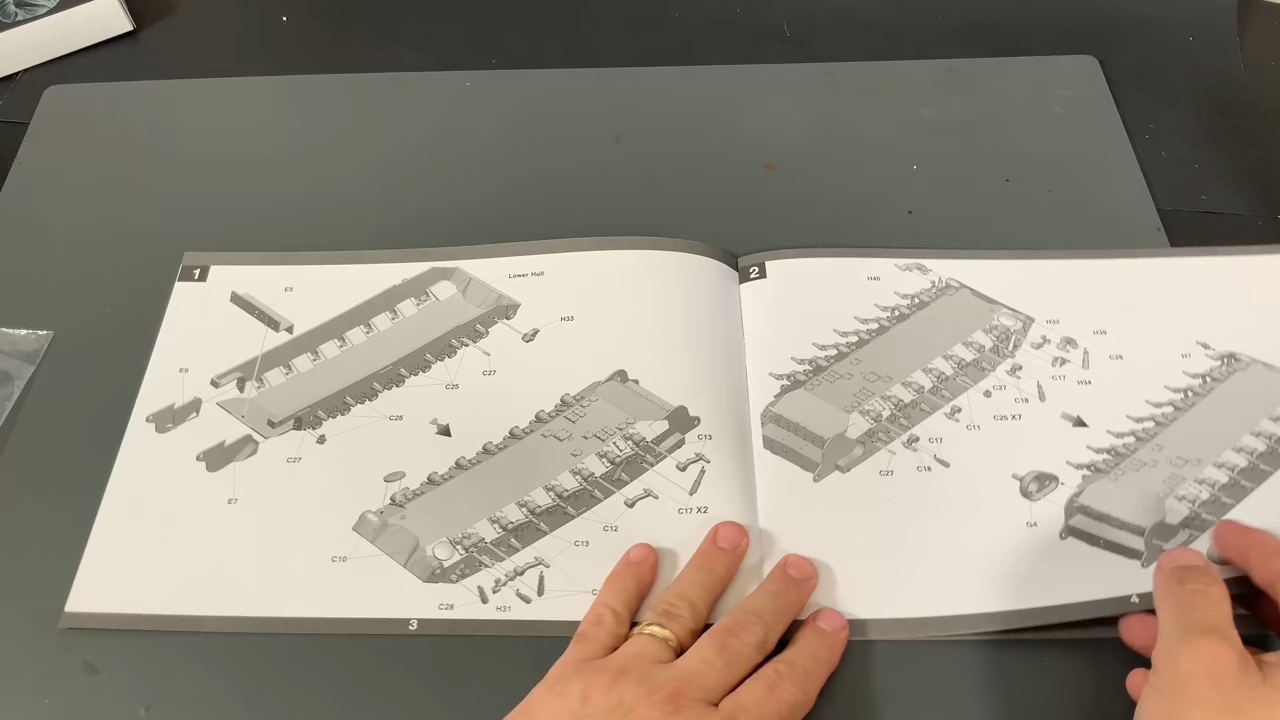 1
Lower Hull
E5
H33
E9
C27
C25
C25
C27
E7
C13
C17 X2
C12
C13
C10
C28
H31
3
2
H40
H32
H39
C28
C17
H34
C27
C18
C25 X7
C11
C17
C18
C27
H7
G4
4